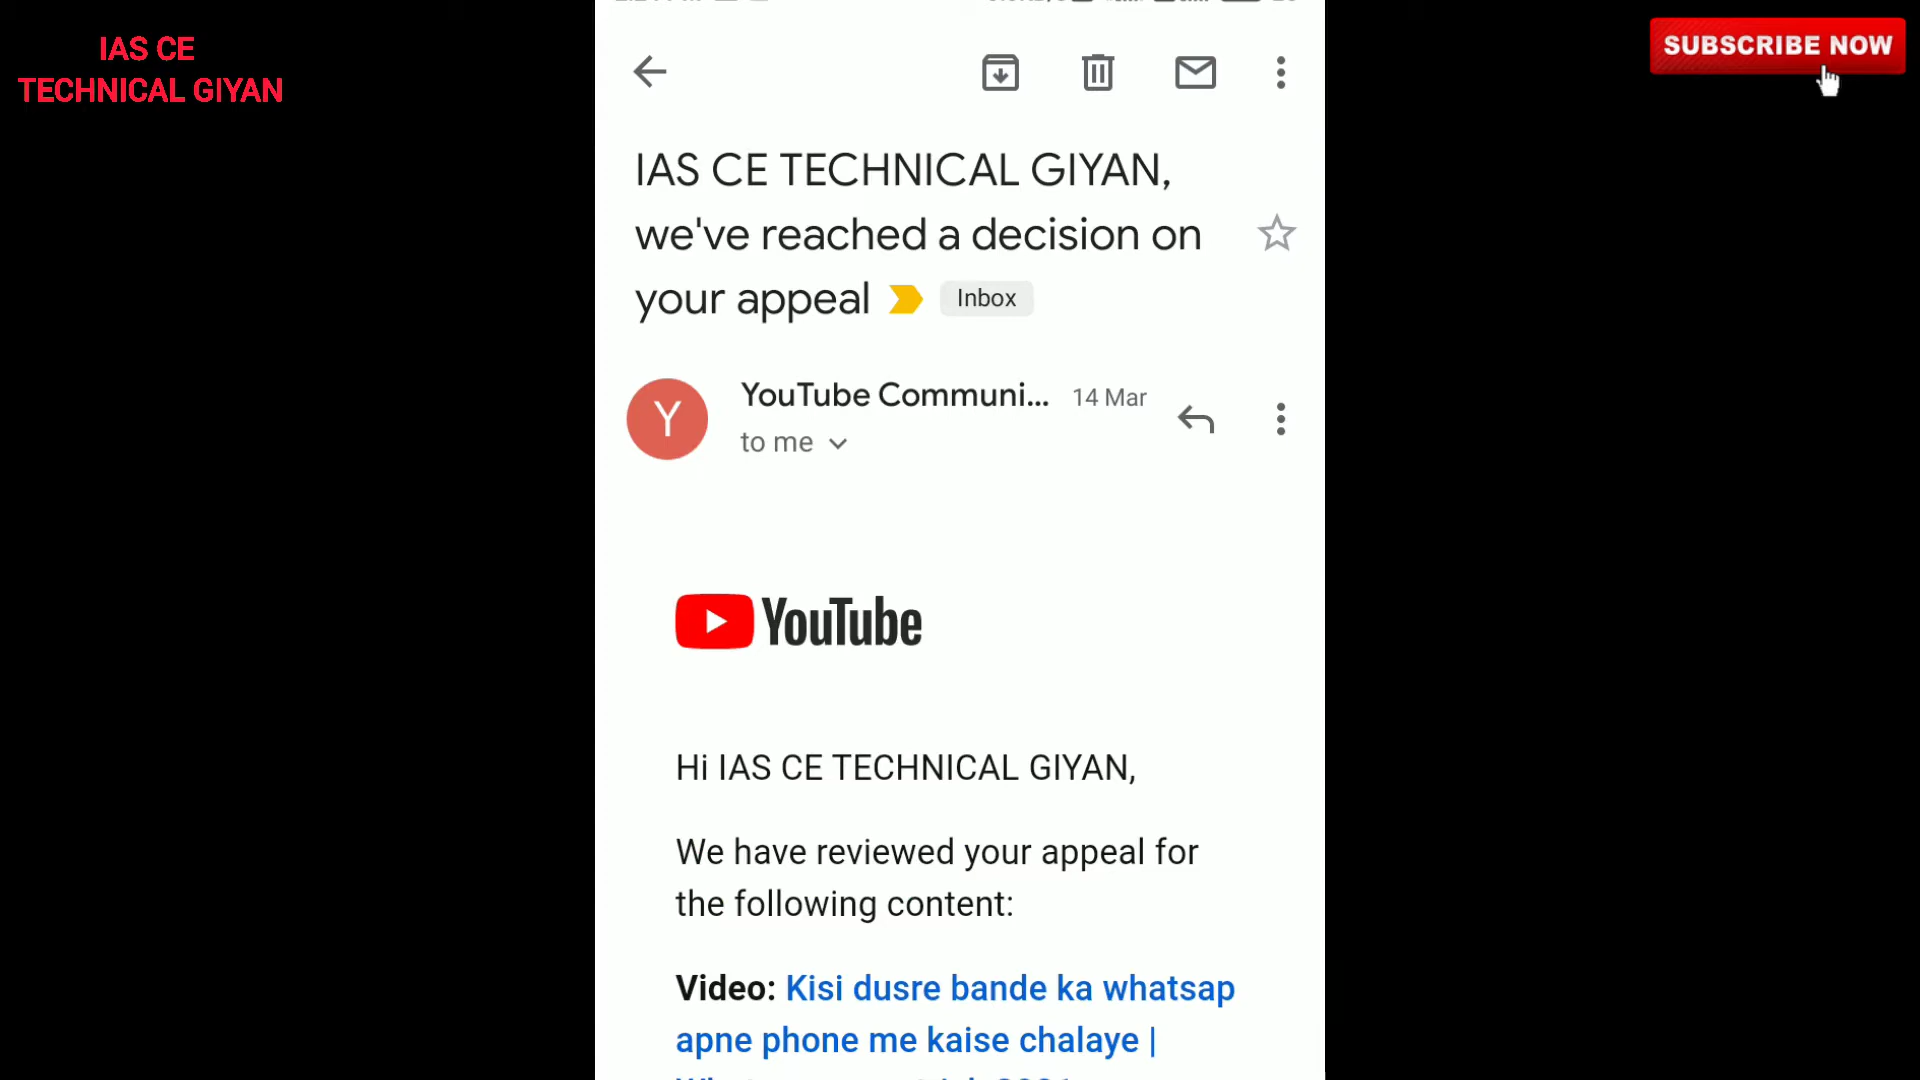 IAS CE
TECHNICAL GIYAN
SUBSCRIBE NOW
IAS CE TECHNICAL GIYAN,
we've reached a decision on
your appeal
Inbox
Y
YouTube Communi...
14 Mar
to me
YouTube
Hi IAS CE TECHNICAL GIYAN,
We have reviewed your appeal for
the following content:
Video: Kisi dusre bande ka whatsap
apne phone me kaise chalaye |